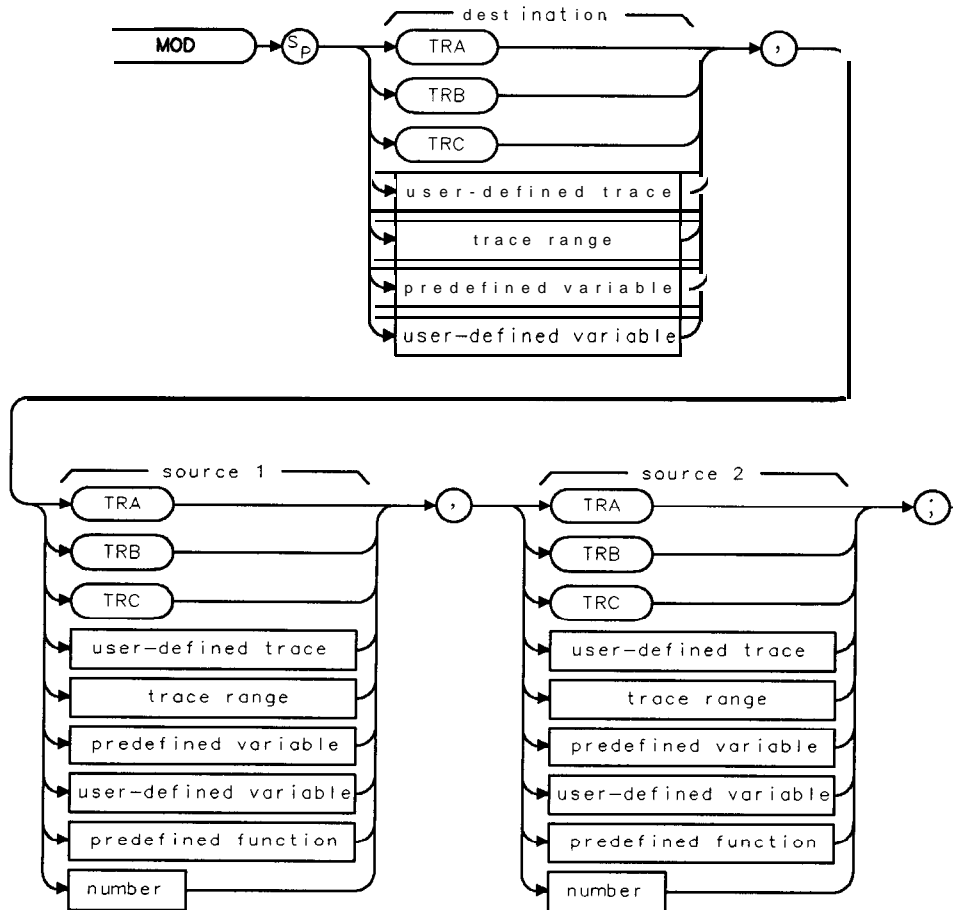 destination
MOD SP TRA ,
TRB
TRC
user-defined trace
trace range
predefined variable
user-defined variable
source 1
TRA ,
TRB
TRC
user-defined trace
trace range
predefined variable
user-defined variable
predefined function
number
source 2
TRA ;
TRB
TRC
user-defined trace
trace range
predefined variable
user-defined variable
predefined function
number